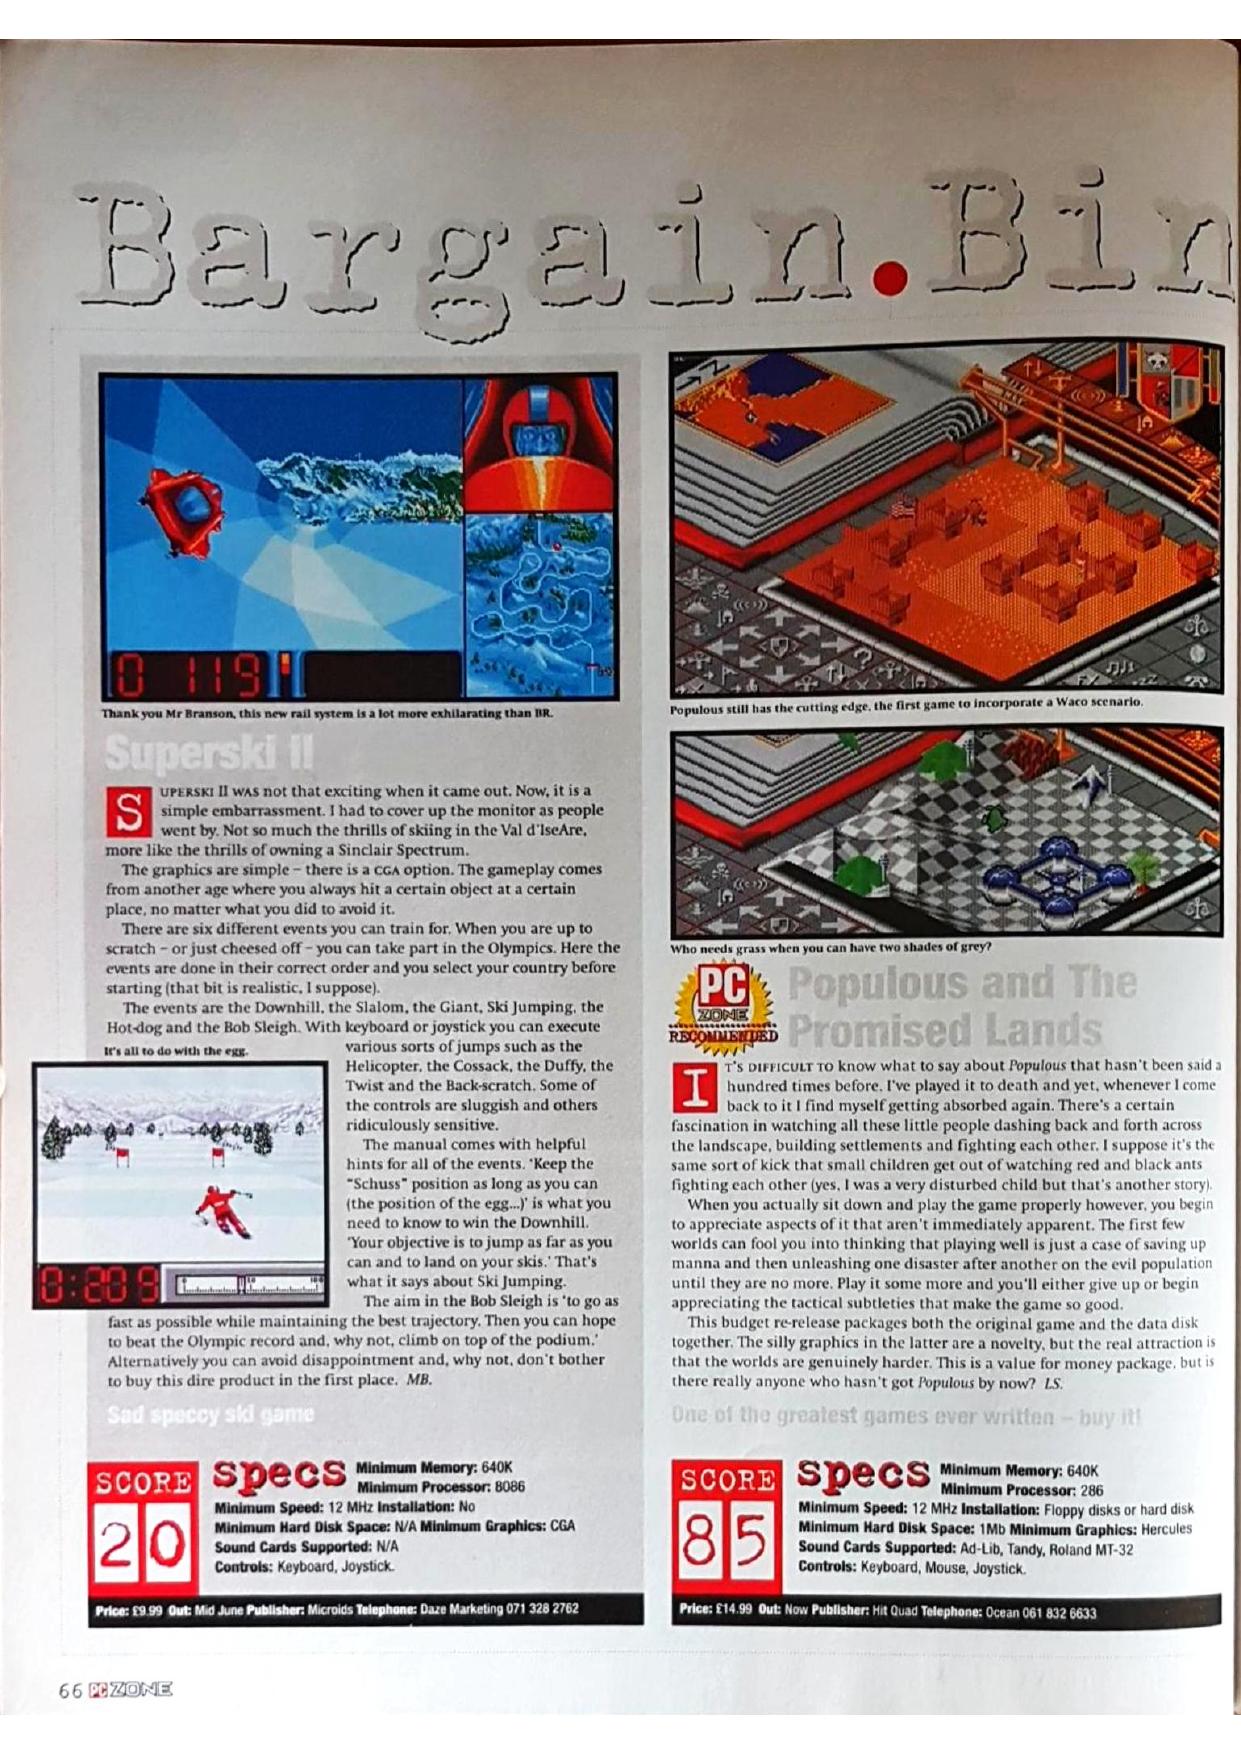 Bargain.Bin
0 119
Thank you Mr Branson, this new rail system is a lot more exhilarating than BR.
Superski II
SUPERSKI II WAS not that exciting when it came out. Now, it is a
simple embarrassment. I had to cover up the monitor as people
went by. Not so much the thrills of skiing in the Val d'IseAre,
more like the thrills of owning a Sinclair Spectrum.
The graphics are simple – there is a CGA option. The gameplay comes
from another age where you always hit a certain object at a certain
place, no matter what you did to avoid it.
There are six different events you can train for. When you are up to
scratch – or just cheesed off – you can take part in the Olympics. Here the
events are done in their correct order and you select your country before
starting (that bit is realistic, I suppose).
The events are the Downhill, the Slalom, the Giant, Ski Jumping, the
Hot-dog and the Bob Sleigh. With keyboard or joystick you can execute
various sorts of jumps such as the
Helicopter, the Cossack, the Duffy, the
Twist and the Back-scratch. Some of
the controls are sluggish and others
ridiculously sensitive.
The manual comes with helpful
hints for all of the events. 'Keep the
"Schuss" position as long as you can
(the position of the egg...)' is what you
need to know to win the Downhill.
'Your objective is to jump as far as you
can and to land on your skis.' That's
what it says about Ski Jumping.
The aim in the Bob Sleigh is 'to go as
fast as possible while maintaining the best trajectory. Then you can hope
to beat the Olympic record and, why not, climb on top of the podium.'
Alternatively you can avoid disappointment and, why not, don't bother
to buy this dire product in the first place. MB.
It's all to do with the egg.
0:20 9
Sad speccy ski game
SCORE
20
specs Minimum Memory: 640K
Minimum Processor: 8086
Minimum Speed: 12 MHz Installation: No
Minimum Hard Disk Space: N/A Minimum Graphics: CGA
Sound Cards Supported: N/A
Controls: Keyboard, Joystick.
Price: £9.99 Out: Mid June Publisher: Microids Telephone: Daze Marketing 071 328 2762
Populous still has the cutting edge, the first game to incorporate a Waco scenario.
Who needs grass when you can have two shades of grey?
PC
ZONE
RECOMMENDED
Populous and The
Promised Lands
IT'S DIFFICULT TO know what to say about Populous that hasn't been said a
hundred times before. I've played it to death and yet, whenever I come
back to it I find myself getting absorbed again. There's a certain
fascination in watching all these little people dashing back and forth across
the landscape, building settlements and fighting each other. I suppose it's the
same sort of kick that small children get out of watching red and black ants
fighting each other (yes, I was a very disturbed child but that's another story).
When you actually sit down and play the game properly however, you begin
to appreciate aspects of it that aren't immediately apparent. The first few
worlds can fool you into thinking that playing well is just a case of saving up
manna and then unleashing one disaster after another on the evil population
until they are no more. Play it some more and you'll either give up or begin
appreciating the tactical subtleties that make the game so good.
This budget re-release packages both the original game and the data disk
together. The silly graphics in the latter are a novelty, but the real attraction is
that the worlds are genuinely harder. This is a value for money package, but is
there really anyone who hasn't got Populous by now? LS.
One of the greatest games ever written – buy it!
SCORE
85
specs Minimum Memory: 640K
Minimum Processor: 286
Minimum Speed: 12 MHz Installation: Floppy disks or hard disk
Minimum Hard Disk Space: 1Mb Minimum Graphics: Hercules
Sound Cards Supported: Ad-Lib, Tandy, Roland MT-32
Controls: Keyboard, Mouse, Joystick.
Price: £14.99 Out: Now Publisher: Hit Quad Telephone: Ocean 061 832 6633
66 PC ZONE